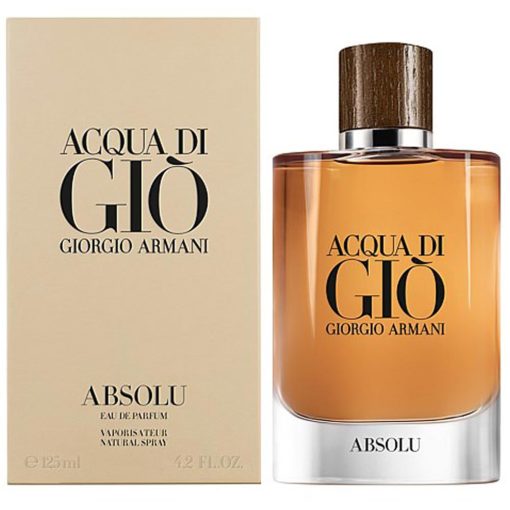 ACQUA DI
GIÒ
GIORGIO ARMANI
ABSOLU
EAU DE PARFUM
VAPORISATEUR
NATURAL SPRAY
℮ 125 ml 4.2 FL.OZ.
ACQUA DI
GIÒ
GIORGIO ARMANI
ABSOLU